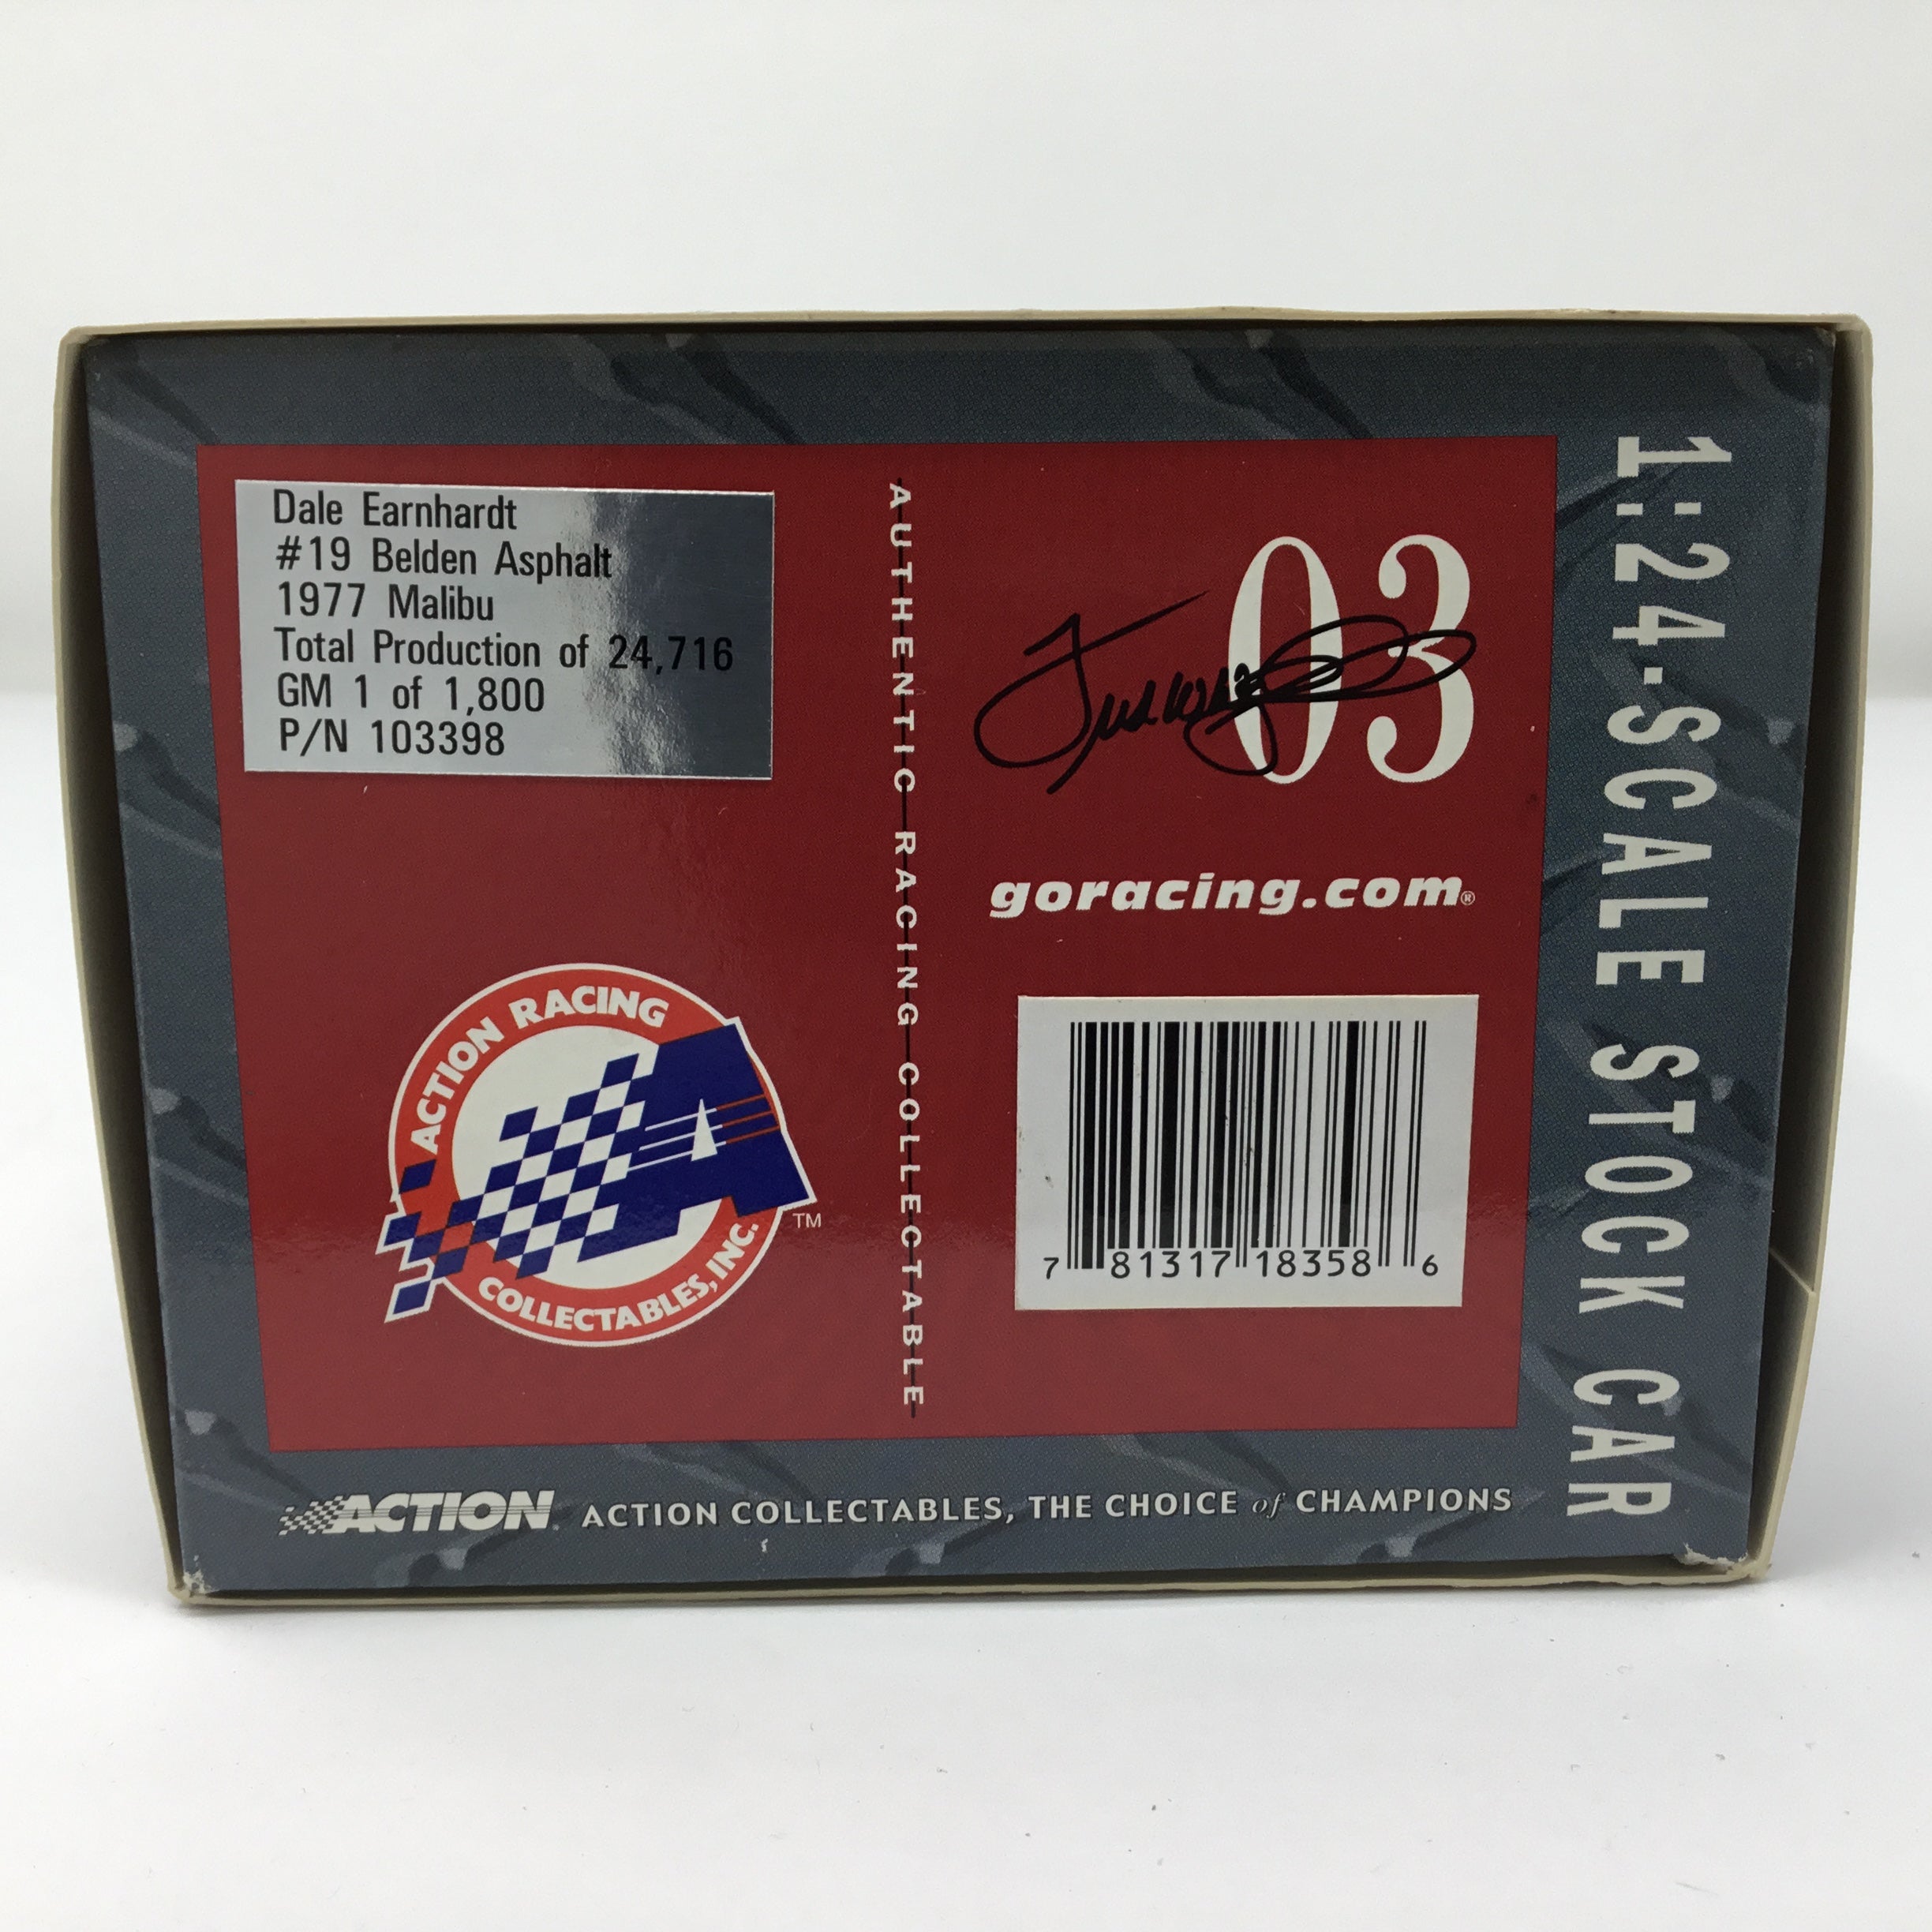 Dale Earnhardt
#19 Belden Asphalt
1977 Malibu
Total Production of 24,716
GM 1 of 1,800
P/N 103398
AUTHENTIC RACING COLLECTABLE
03
goracing.com®
ACTION RACING
COLLECTABLES, INC.
TM
7 81317 18358 6
1:24-SCALE STOCK CAR
ACTION. ACTION COLLECTABLES, THE CHOICE of CHAMPIONS